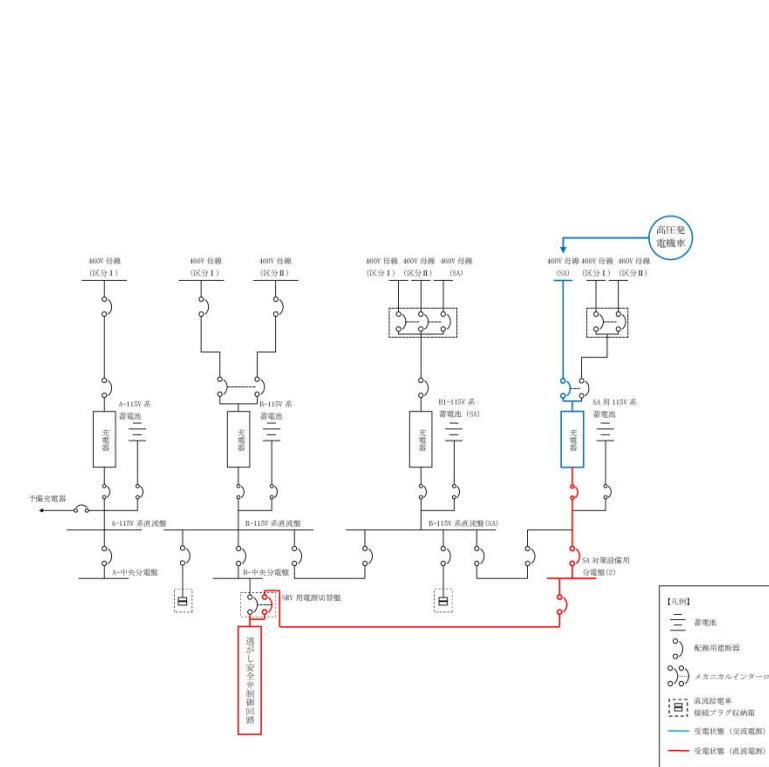 高圧発
電機車
460V 母線
(区分Ⅰ)
460V 母線
(区分Ⅰ)
460V 母線
(区分Ⅱ)
460V 母線
(区分Ⅰ)
460V 母線
(区分Ⅱ)
460V 母線
(SA)
460V 母線
(SA)
460V 母線
(区分Ⅰ)
460V 母線
(区分Ⅱ)
A-115V 系
蓄電池
充電器
B-115V 系
蓄電池
充電器
B1-115V 系
蓄電池 (SA)
充電器
SA 用 115V 系
蓄電池
充電器
予備充電器
A-115V 系直流盤
B-115V 系直流盤
B-115V 系直流盤(SA)
A-中央分電盤
B-中央分電盤
SA 対策設備用
分電盤(2)
SRV 用電源切替盤
逃がし安全弁制御回路
【凡例】
蓄電池
配線用遮断器
メカニカルインターロ
直流給電車
接続プラグ収納箱
受電状態 (交流電源)
受電状態 (直流電源)